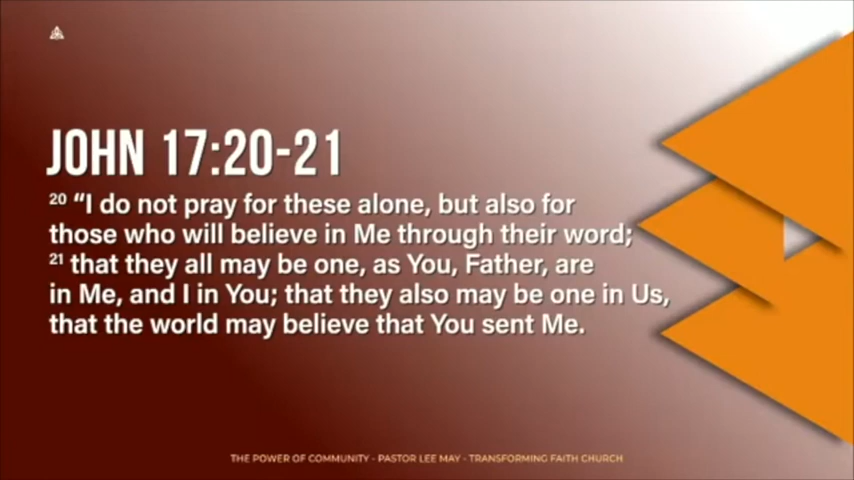 JOHN 17:20-21
20 “I do not pray for these alone, but also for
those who will believe in Me through their word;
21 that they all may be one, as You, Father, are
in Me, and I in You; that they also may be one in Us,
that the world may believe that You sent Me.
THE POWER OF COMMUNITY - PASTOR LEE MAY - TRANSFORMING FAITH CHURCH